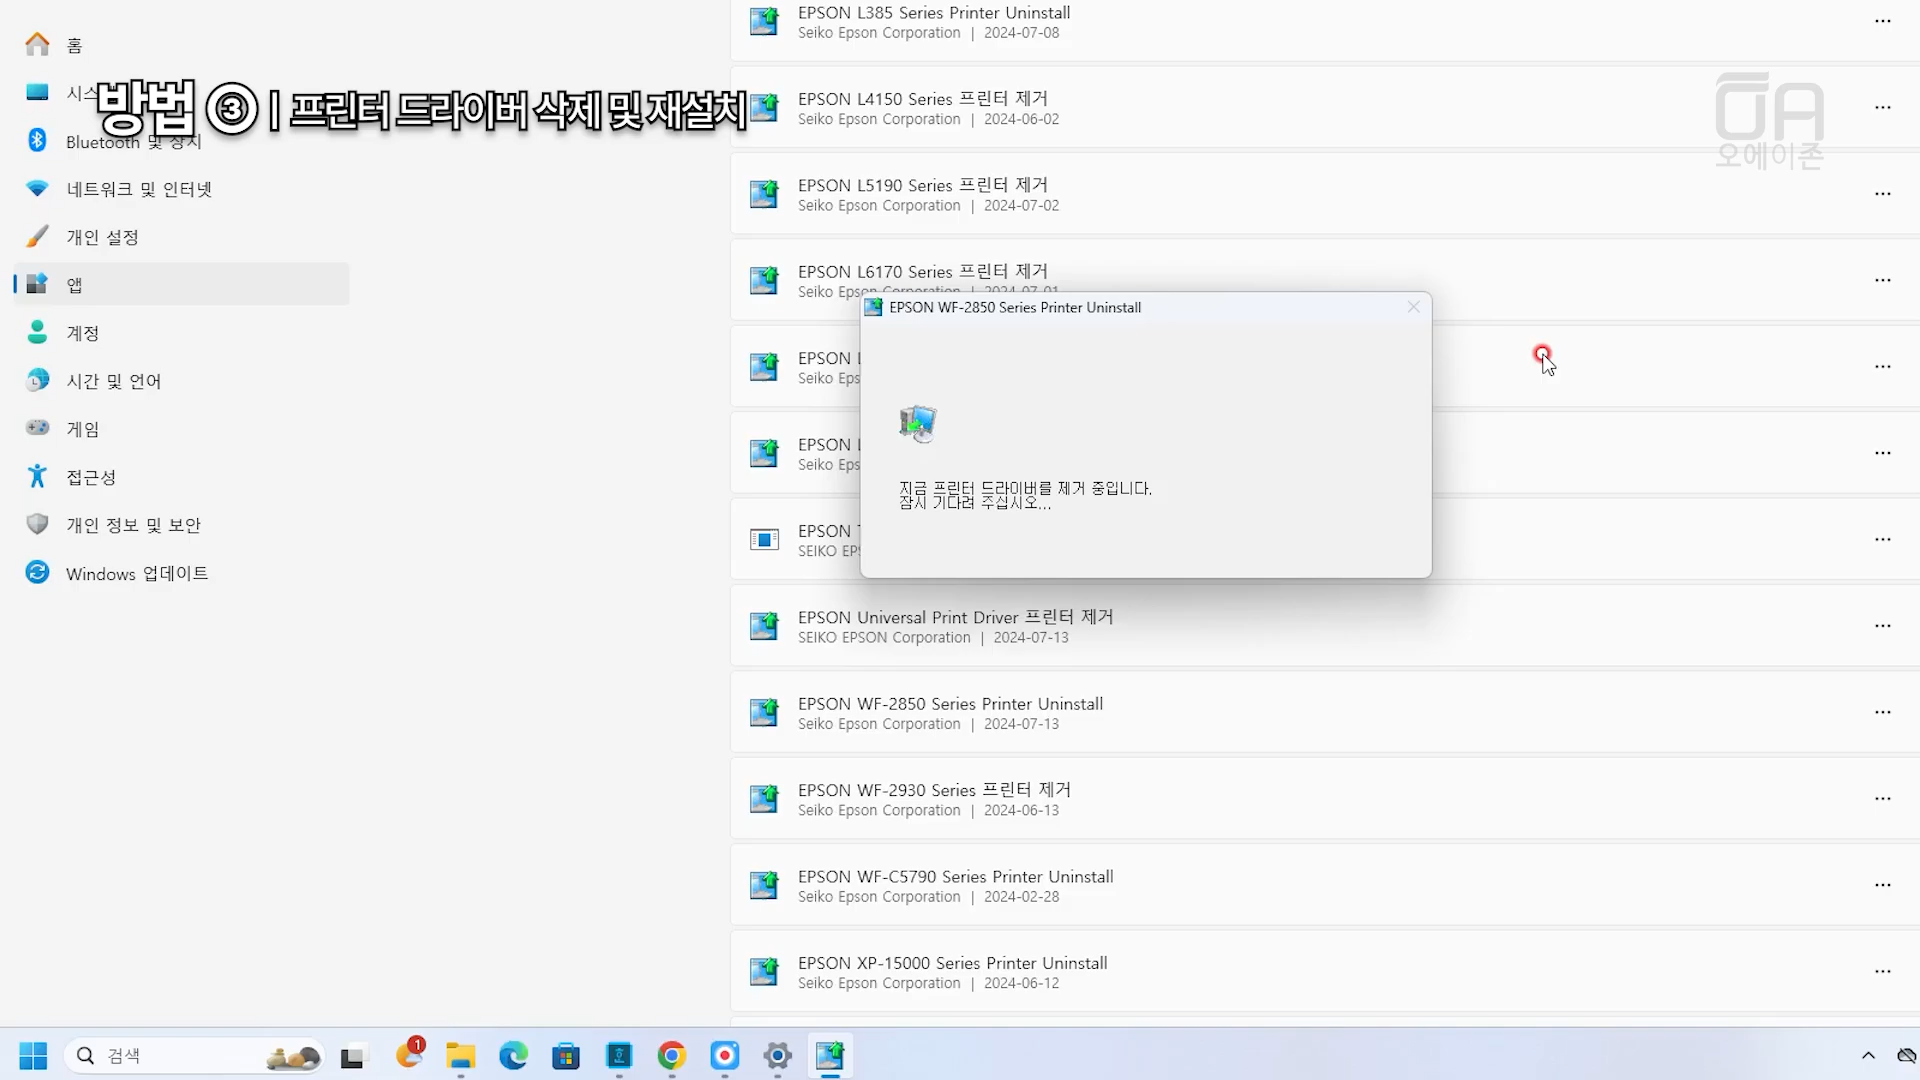 홈
시스
방법 ③ | 프린터 드라이버 삭제 및 재설치
Bluetooth 및 장치
네트워크 및 인터넷
개인 설정
앱
계정
시간 및 언어
게임
접근성
개인 정보 및 보안
Windows 업데이트
EPSON L385 Series Printer Uninstall
Seiko Epson Corporation | 2024-07-08
EPSON L4150 Series 프린터 제거
Seiko Epson Corporation | 2024-06-02
EPSON L5190 Series 프린터 제거
Seiko Epson Corporation | 2024-07-02
EPSON L6170 Series 프린터 제거
Seiko Epson Corporation | 2024-07-01
EPSON L
Seiko Eps
EPSON L
Seiko Eps
EPSON T
SEIKO EPS
EPSON Universal Print Driver 프린터 제거
SEIKO EPSON Corporation | 2024-07-13
EPSON WF-2850 Series Printer Uninstall
Seiko Epson Corporation | 2024-07-13
EPSON WF-2930 Series 프린터 제거
Seiko Epson Corporation | 2024-06-13
EPSON WF-C5790 Series Printer Uninstall
Seiko Epson Corporation | 2024-02-28
EPSON XP-15000 Series Printer Uninstall
Seiko Epson Corporation | 2024-06-12
EPSON WF-2850 Series Printer Uninstall
지금 프린터 드라이버를 제거 중입니다.
잠시 기다려 주십시오...
OA
오에이존
검색
1